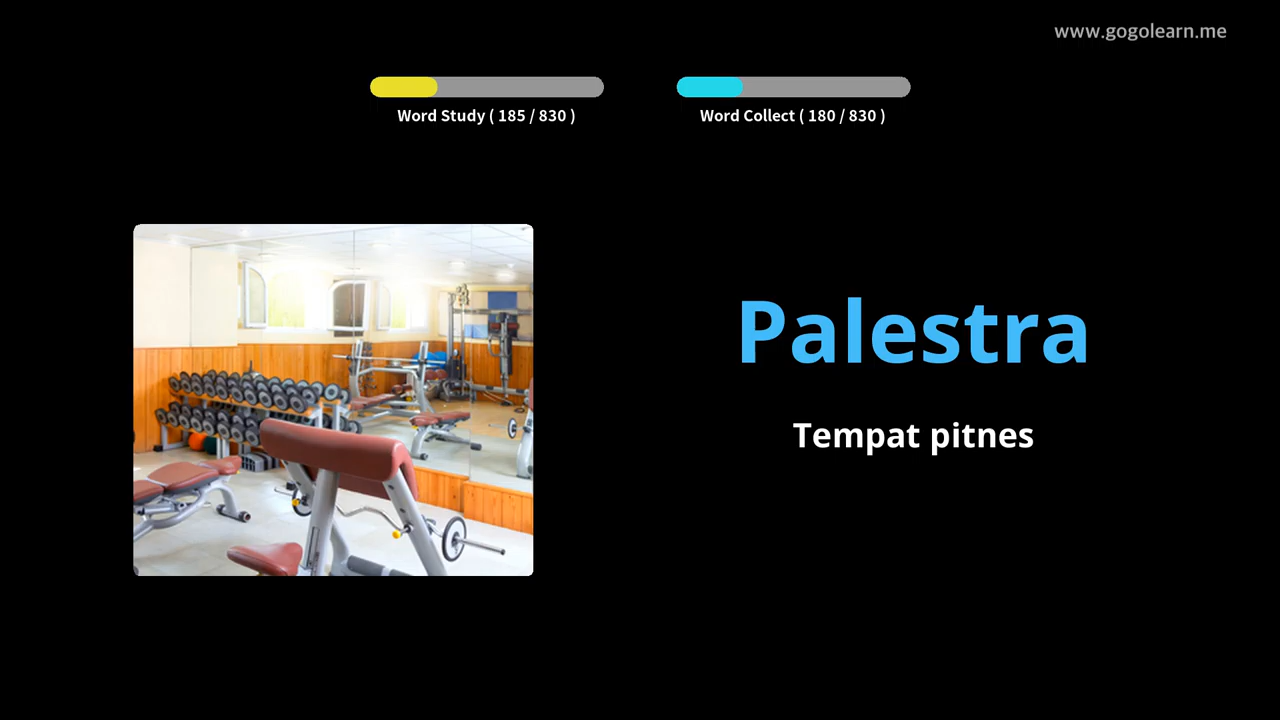 www.gogolearn.me
Word Study ( 185 / 830 )
Word Collect ( 180 / 830 )
Palestra
Tempat pitnes